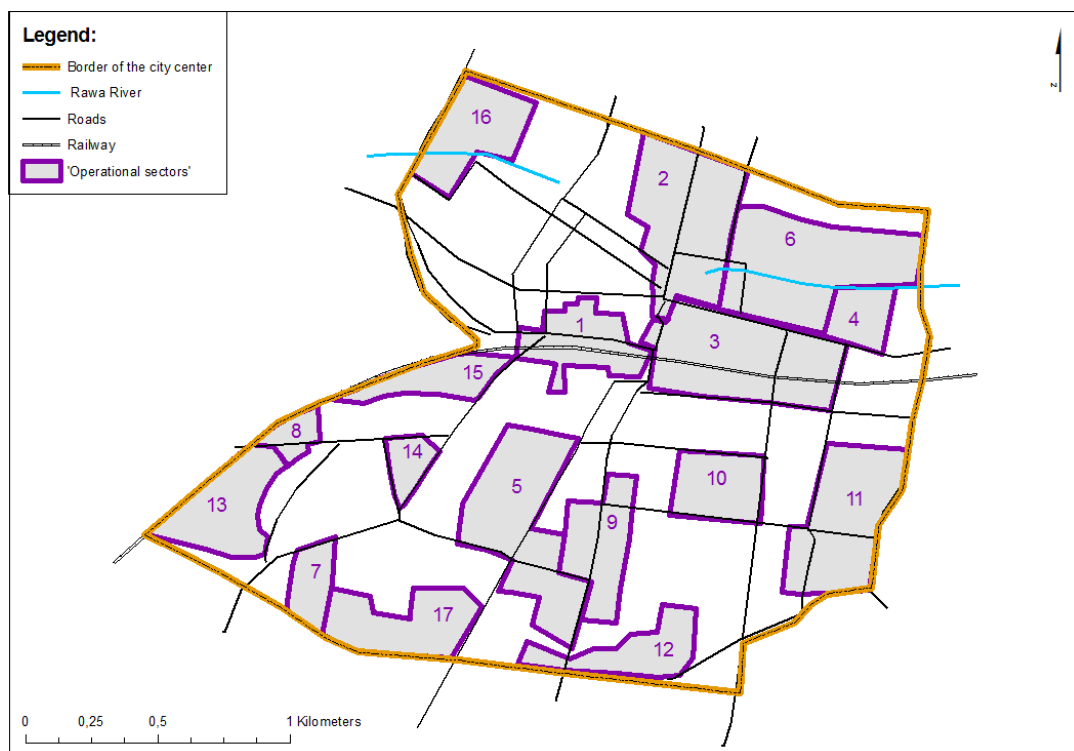 Legend:
Border of the city center
Rawa River
Roads
Railway
'Operational sectors'
z
16
2
6
1
3
4
15
8
14
13
5
10
11
9
7
17
12
0 0,25 0,5 1 Kilometers